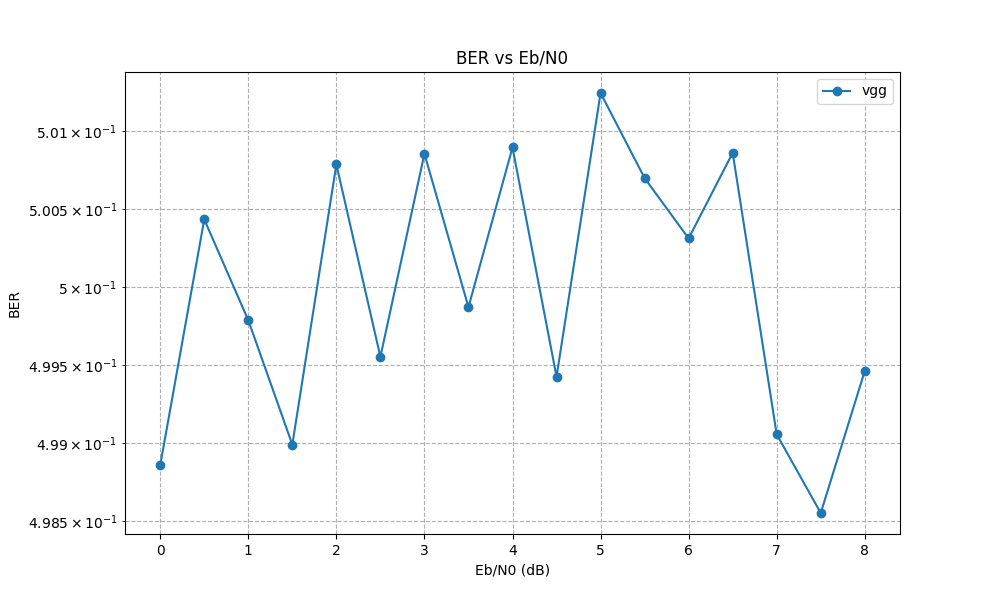 BER vs Eb/N0
vgg
5.01 × 10⁻¹
5.005 × 10⁻¹
5 × 10⁻¹
4.995 × 10⁻¹
4.99 × 10⁻¹
4.985 × 10⁻¹
BER
0 1 2 3 4 5 6 7 8
Eb/N0 (dB)